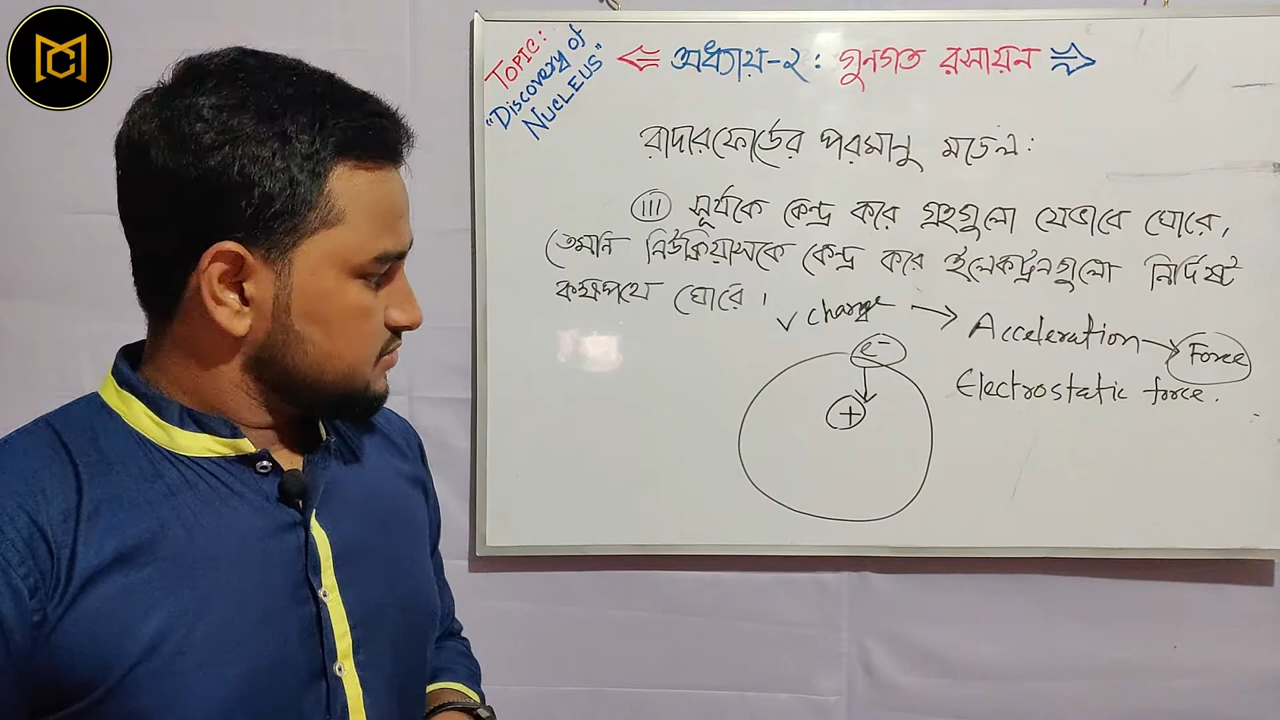 TOPIC:
"Discovery of
NUCLEUS"
অধ্যায়-২: গুনগত রসায়ন
রাদারফোর্ডের পরমানু মডেল:
(iii) সূর্যকে কেন্দ্র করে গ্রহগুলো যেভাবে ঘোরে,
তেমনি নিউক্লিয়াসকে কেন্দ্র করে ইলেকট্রনগুলো নির্দিষ্ট
কক্ষপথে ঘোরে।
√ charge → Acceleration → Force
e-
Electrostatic force.
+